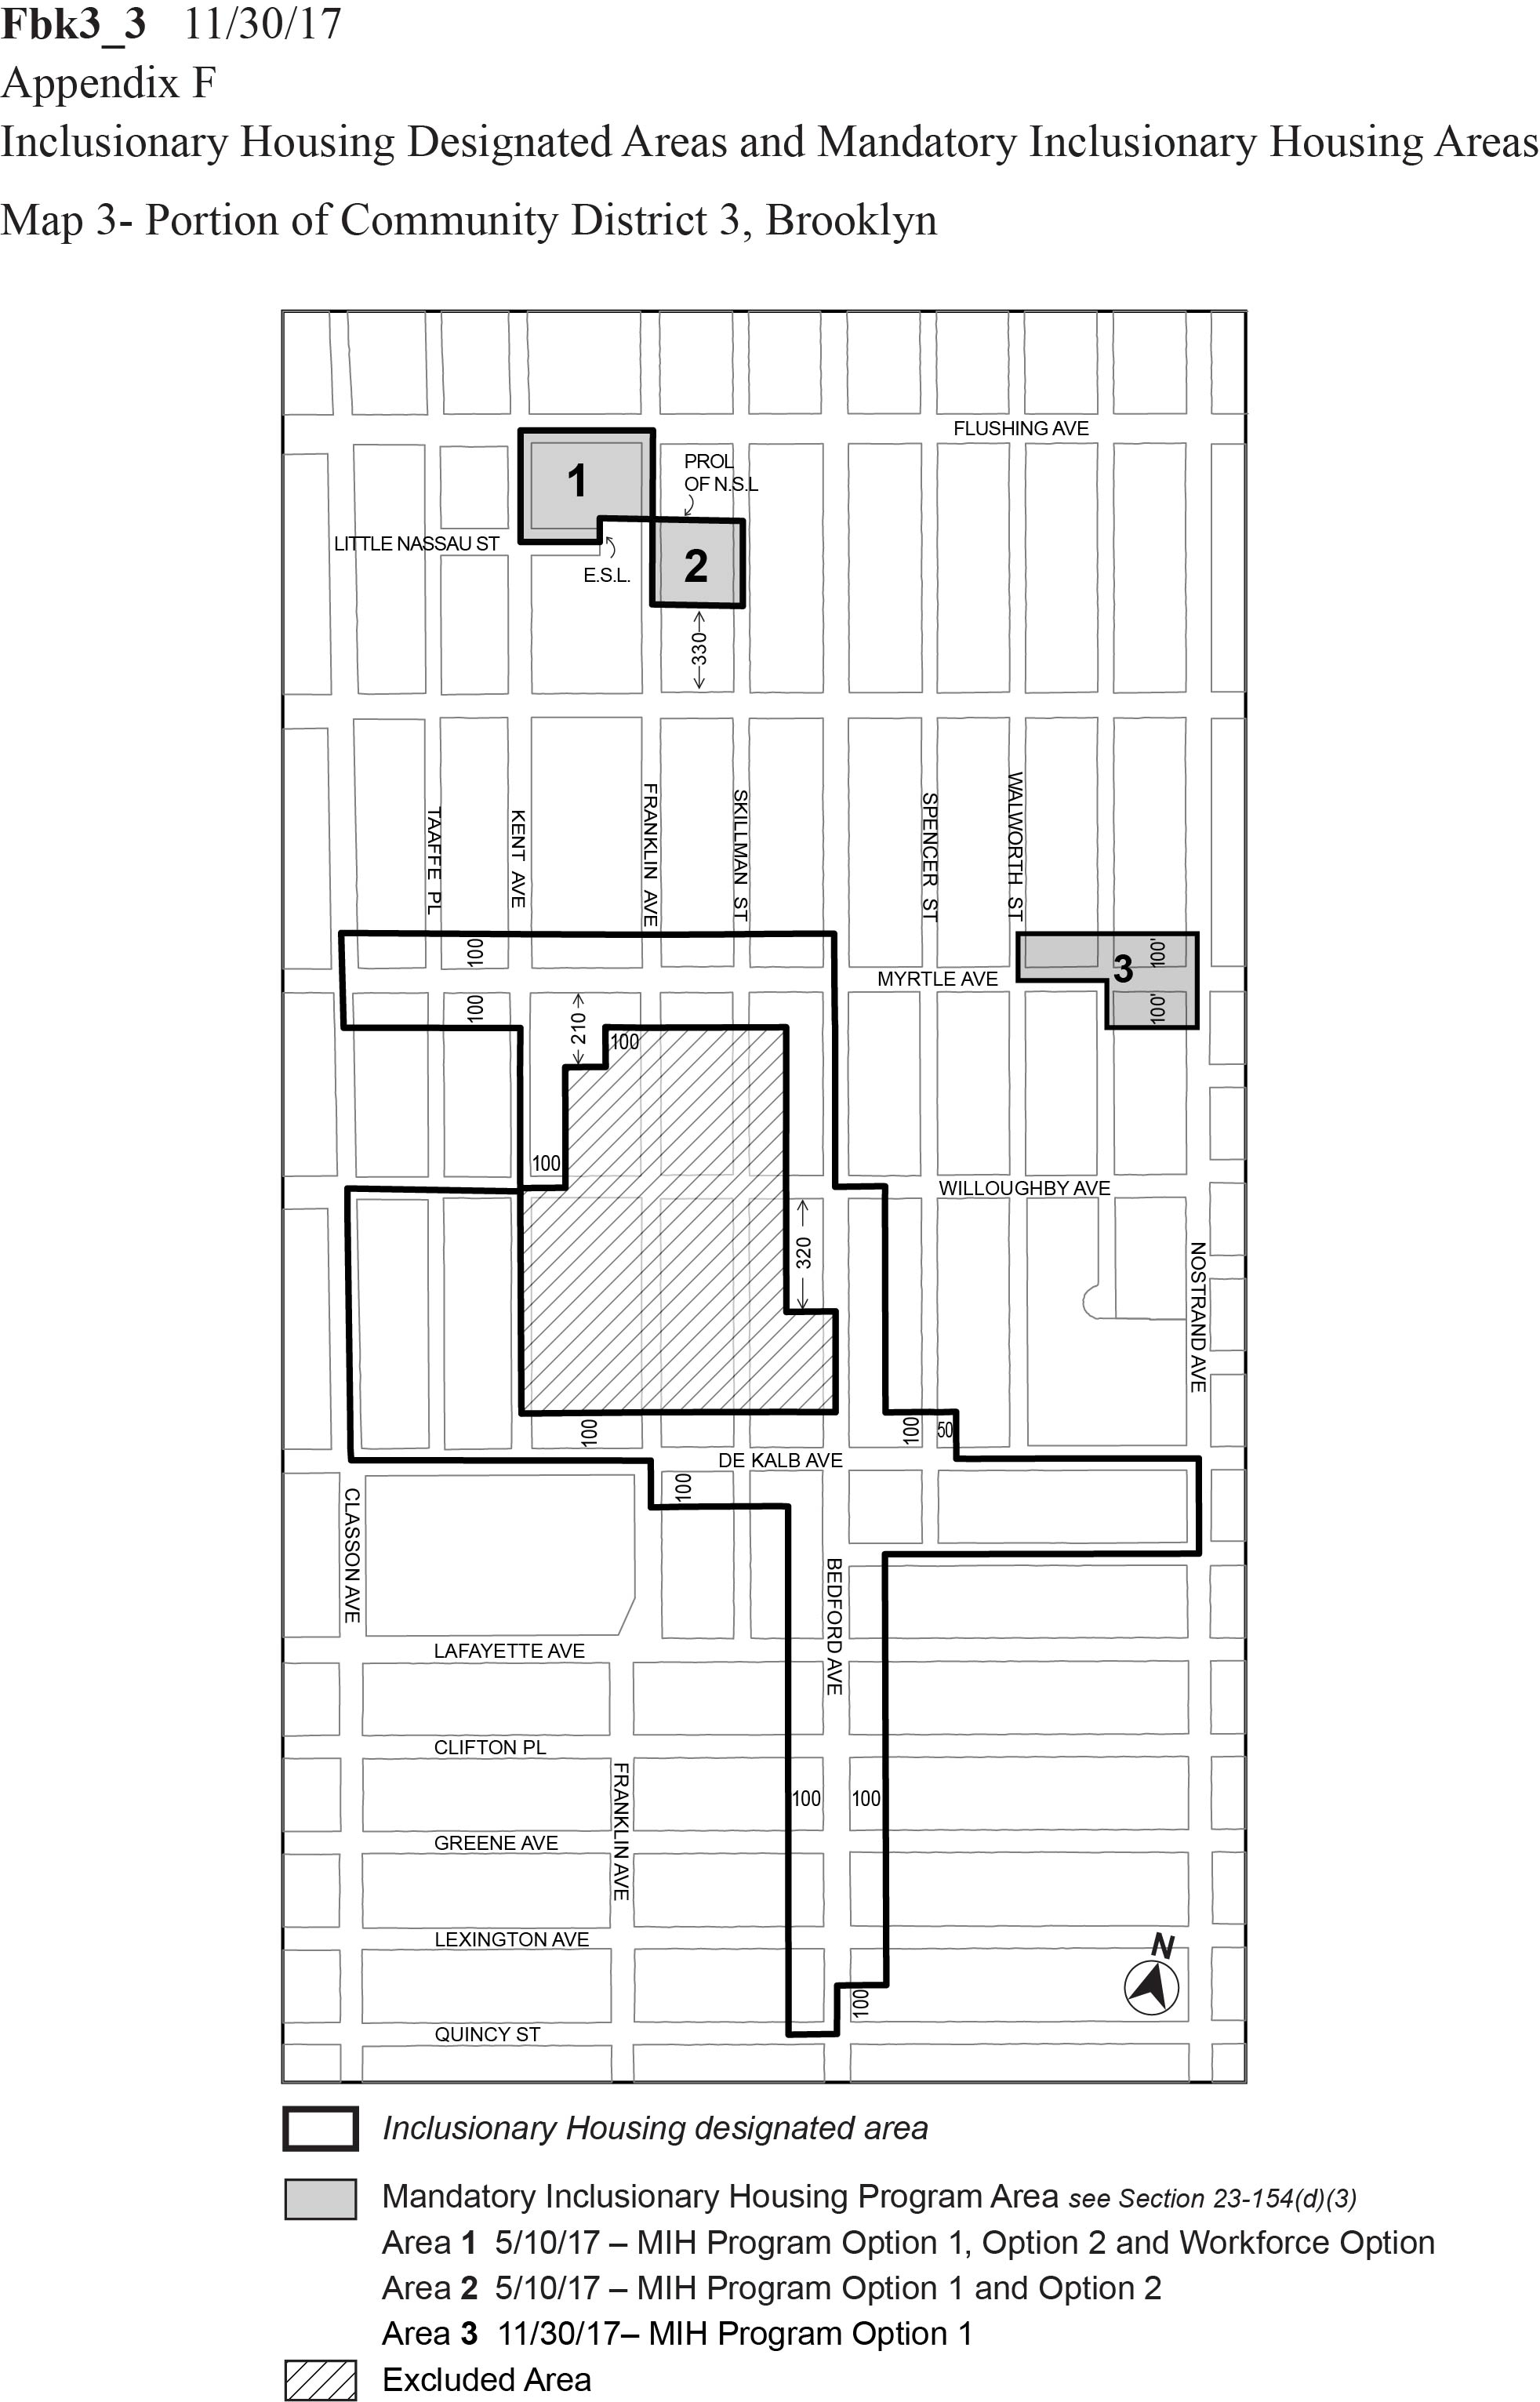 Fbk3_3 11/30/17
Appendix F
Inclusionary Housing Designated Areas and Mandatory Inclusionary Housing Areas
Map 3- Portion of Community District 3, Brooklyn
FLUSHING AVE
1
PROL
OF N.S.L
LITTLE NASSAU ST
E.S.L.
2
330
TAAFFE PL
KENT AVE
FRANKLIN AVE
SKILLMAN ST
SPENCER ST
WALWORTH ST
100
100'
3
MYRTLE AVE
100
100'
210
100
100
WILLOUGHBY AVE
320
NOSTRAND AVE
100
100
50
DE KALB AVE
100
CLASSON AVE
BEDFORD AVE
LAFAYETTE AVE
CLIFTON PL
FRANKLIN AVE
100
100
GREENE AVE
LEXINGTON AVE
N
100
QUINCY ST
Inclusionary Housing designated area
Mandatory Inclusionary Housing Program Area see Section 23-154(d)(3)
Area 1 5/10/17 – MIH Program Option 1, Option 2 and Workforce Option
Area 2 5/10/17 – MIH Program Option 1 and Option 2
Area 3 11/30/17– MIH Program Option 1
Excluded Area